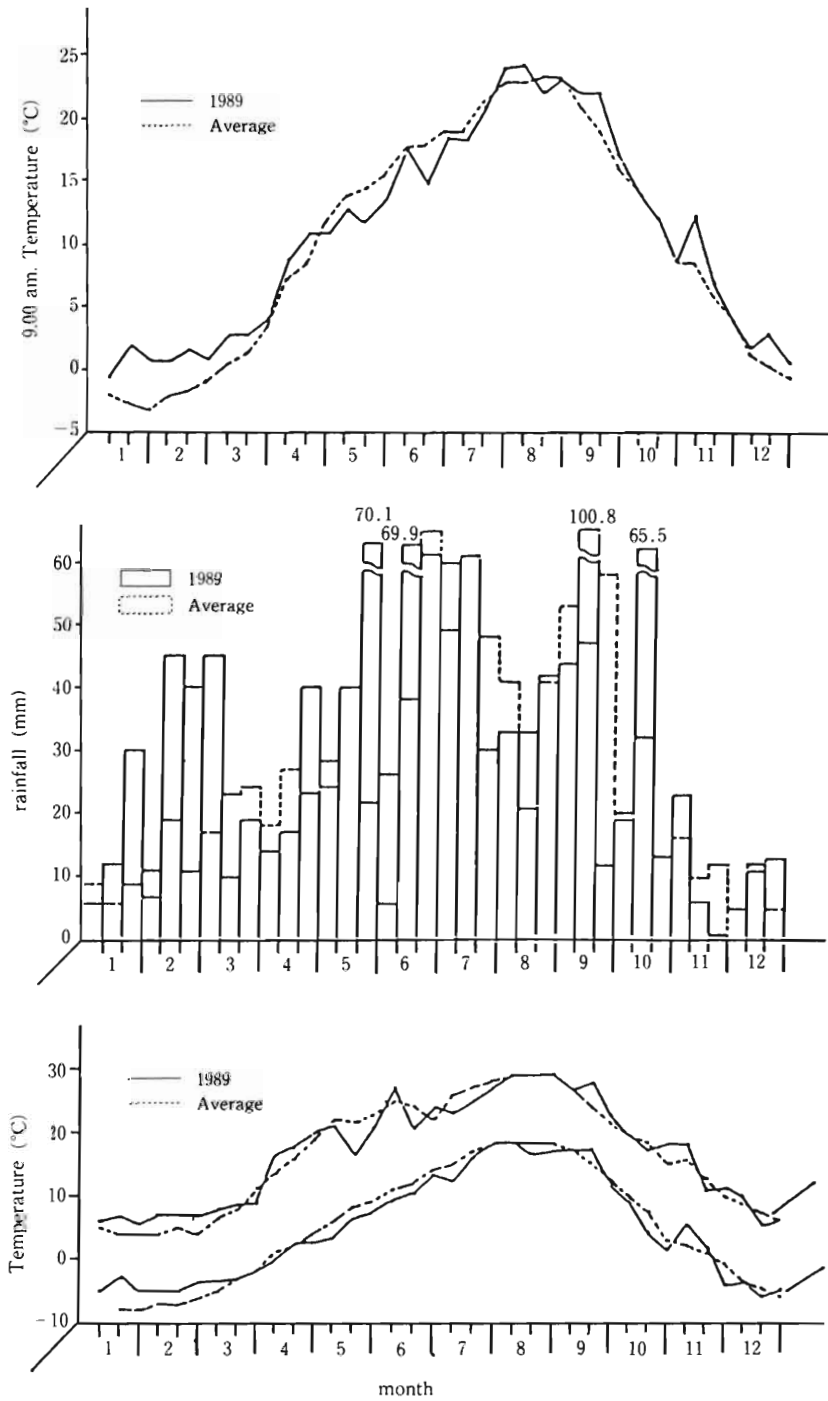 25
20
15
10
5
0
−5
9.00 am. Temperature (°C)
1989
Average
1 2 3 4 5 6 7 8 9 10 11 12
70.1
69.9
100.8
65.5
60
50
40
30
20
10
0
rainfall (mm)
1989
Average
1 2 3 4 5 6 7 8 9 10 11 12
30
20
10
0
−10
Temperature (°C)
1989
Average
1 2 3 4 5 6 7 8 9 10 11 12
month